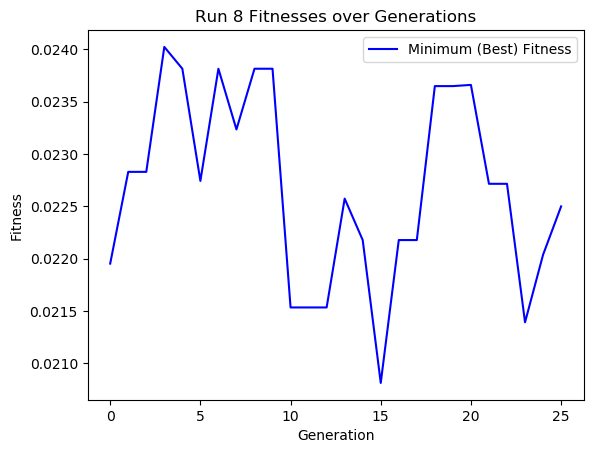 Run 8 Fitnesses over Generations
Minimum (Best) Fitness
0.0240
0.0235
0.0230
0.0225
0.0220
0.0215
0.0210
Fitness
0 5 10 15 20 25
Generation